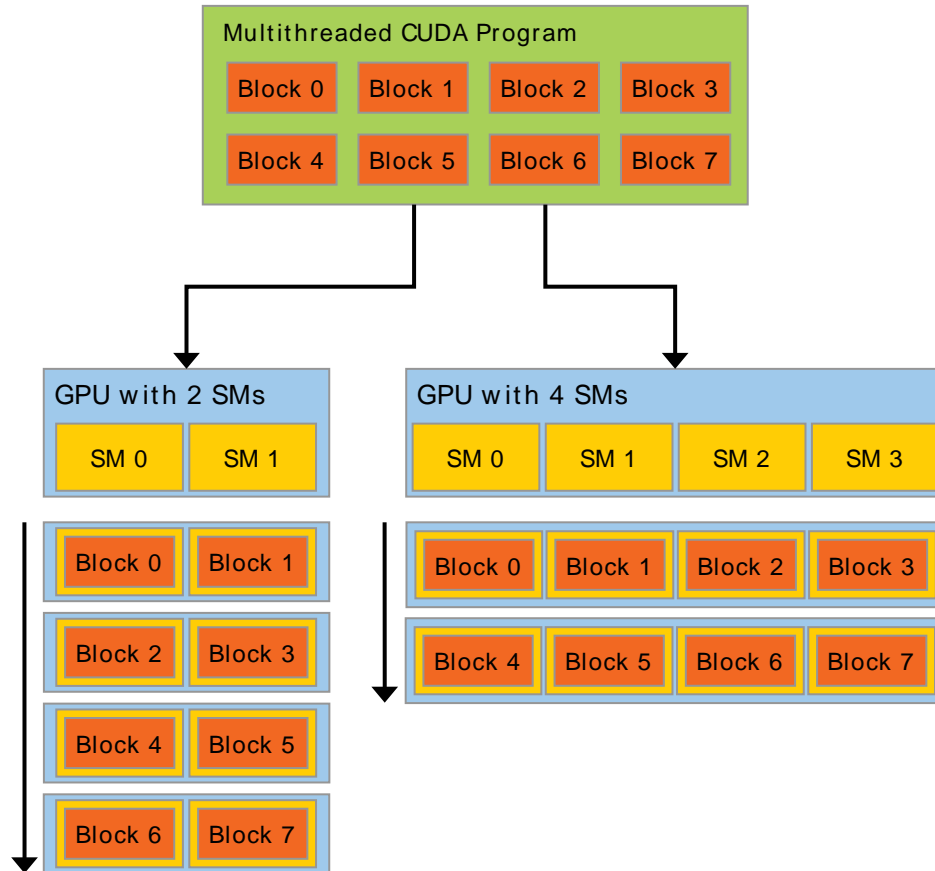 Multithreaded CUDA Program
Block 0 Block 1 Block 2 Block 3
Block 4 Block 5 Block 6 Block 7
GPU with 2 SMs
SM 0 SM 1
Block 0 Block 1
Block 2 Block 3
Block 4 Block 5
Block 6 Block 7
GPU with 4 SMs
SM 0 SM 1 SM 2 SM 3
Block 0 Block 1 Block 2 Block 3
Block 4 Block 5 Block 6 Block 7